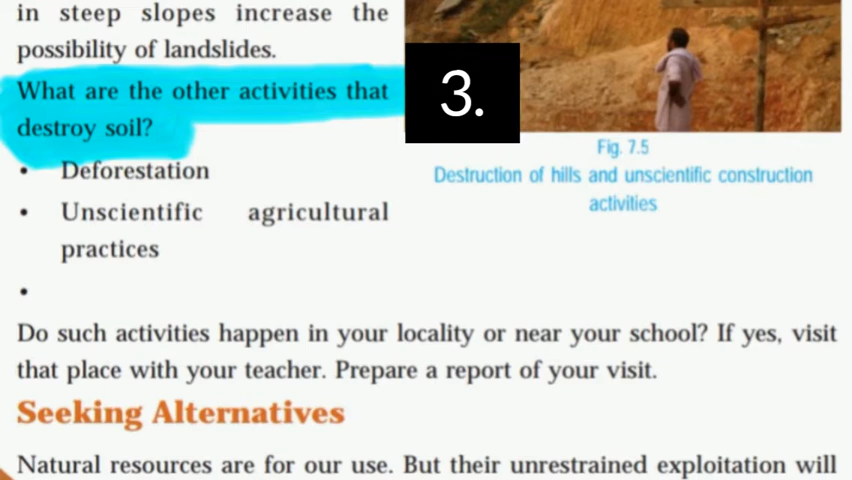 in steep slopes increase the
possibility of landslides.
What are the other activities that
destroy soil?
• Deforestation
• Unscientific agricultural
practices
•
3.
Fig. 7.5
Destruction of hills and unscientific construction
activities
Do such activities happen in your locality or near your school? If yes, visit
that place with your teacher. Prepare a report of your visit.
Seeking Alternatives
Natural resources are for our use. But their unrestrained exploitation will